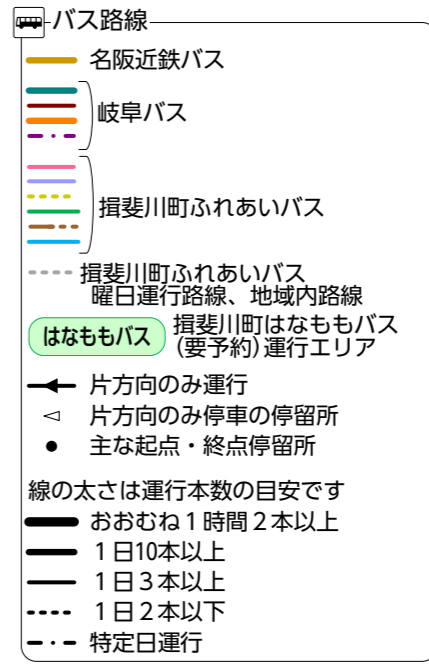 バス路線
名阪近鉄バス
岐阜バス
揖斐川町ふれあいバス
揖斐川町ふれあいバス
曜日運行路線、地域内路線
はなももバス
揖斐川町はなももバス
(要予約)運行エリア
片方向のみ運行
片方向のみ停車の停留所
主な起点・終点停留所
線の太さは運行本数の目安です
おおむね1時間2本以上
1日10本以上
1日3本以上
1日2本以下
特定日運行